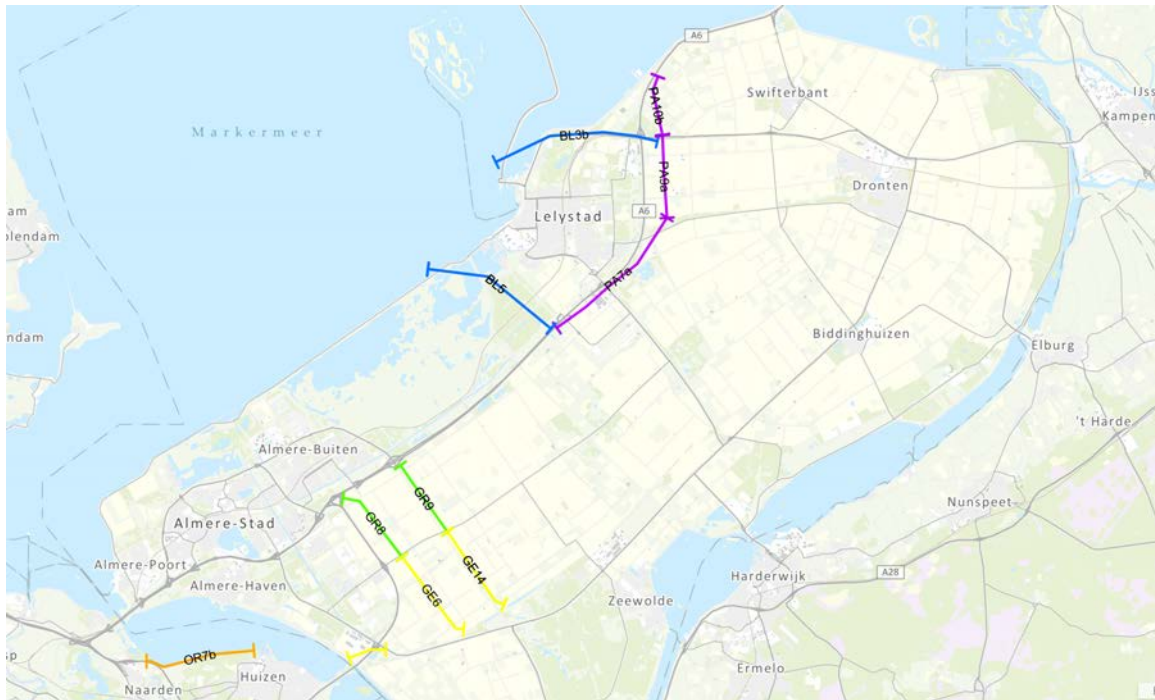 A6
Swifterbant
IJss
Kampen
Markermeer
PA10b
BL3b
PA9a
Dronten
am
olendam
Lelystad
A6
BL5
PA7a
ndam
Biddinghuizen
Elburg
't Harde
Almere-Buiten
GR9
Nunspeet
Almere-Stad
GR8
Almere-Poort
GE14
Almere-Haven
GE6
Harderwijk
A28
Zeewolde
sp
OR7b
Naarden
Huizen
Ermelo